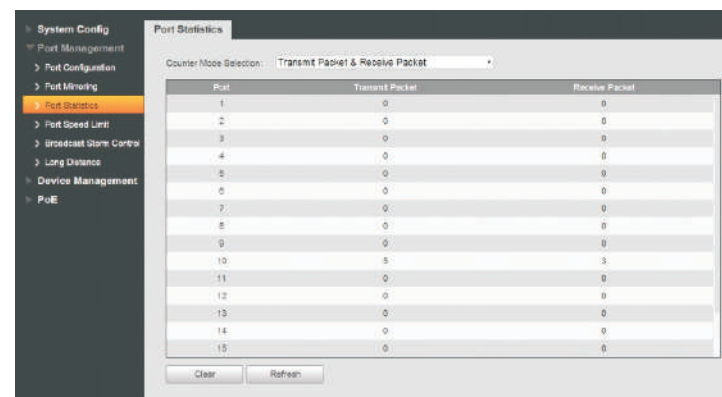 System Config
Port Management
Port Configuration
Port Mirroring
Port Statistics
Port Speed Limit
Broadcast Storm Control
Long Distance
Device Management
PoE
Port Statistics
Counter Mode Selection: Transmit Packet & Receive Packet
Port Transmit Packet Receive Packet
1 0 0
2 0 0
3 0 0
4 0 0
5 0 0
6 0 0
7 0 0
8 0 0
9 0 0
10 5 3
11 0 0
12 0 0
13 0 0
14 0 0
15 0 0
Clear Refresh